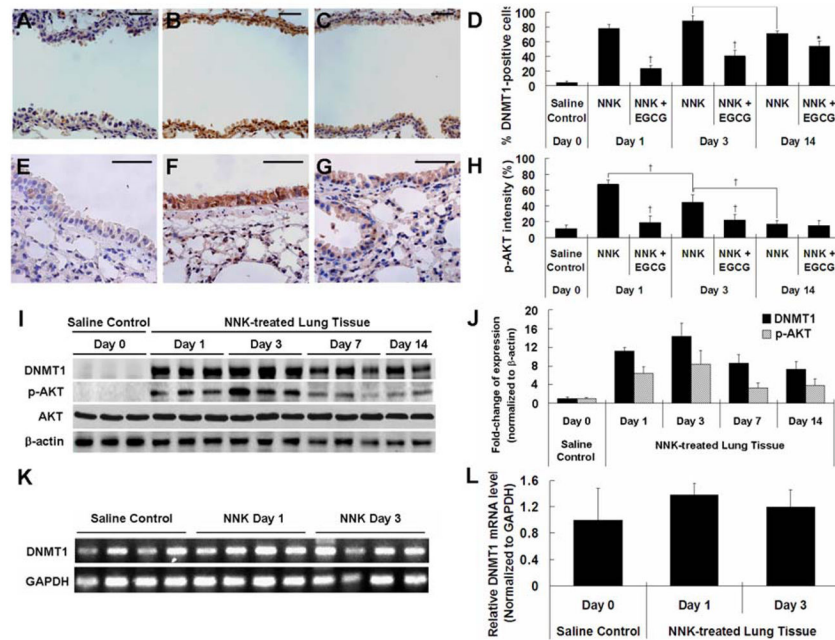 A
B
C
D
% DNMT1-positive cells
100
80
60
40
20
0
†
†
*
Saline Control
NNK
NNK + EGCG
NNK
NNK + EGCG
NNK
NNK + EGCG
Day 0
Day 1
Day 3
Day 14
E
F
G
H
p-AKT intensity (%)
100
80
60
40
20
0
†
†
†
†
Saline Control
NNK
NNK + EGCG
NNK
NNK + EGCG
NNK
NNK + EGCG
Day 0
Day 1
Day 3
Day 14
I
Saline Control
NNK-treated Lung Tissue
Day 0
Day 1
Day 3
Day 7
Day 14
DNMT1
p-AKT
AKT
β-actin
J
Fold-change of expression
(normalized to β-actin)
20
16
12
8
4
0
DNMT1
p-AKT
Day 0
Day 1
Day 3
Day 7
Day 14
Saline Control
NNK-treated Lung Tissue
K
Saline Control
NNK Day 1
NNK Day 3
DNMT1
GAPDH
L
Relative DNMT1 mRNA level
(Normalized to GAPDH)
1.6
1.2
0.8
0.4
0
Day 0
Day 1
Day 3
Saline Control
NNK-treated Lung Tissue